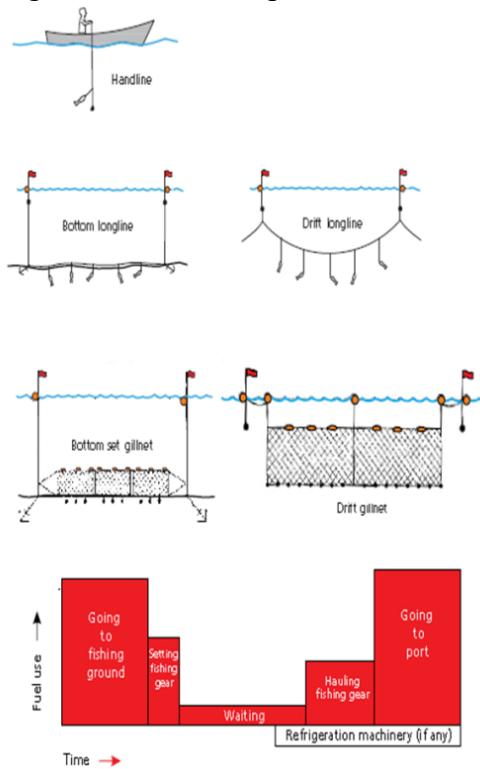 Handline
Bottom longline
Drift longline
Bottom set gillnet
Drift gillnet
Fuel use
Going
to
fishing
ground
Setting
fishing
gear
Waiting
Hauling
fishing gear
Going
to
port
Refrigeration machinery (if any)
Time